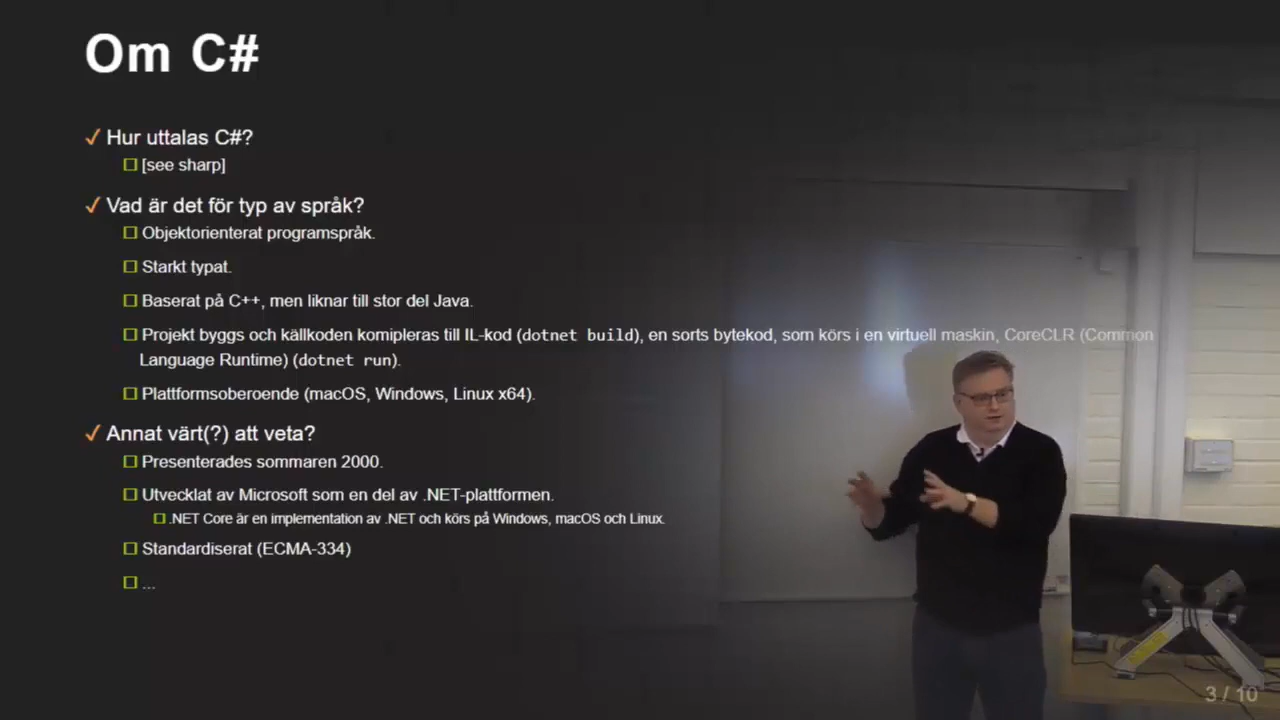 Om C#
Hur uttalas C#?
[see sharp]
Vad är det för typ av språk?
Objektorienterat programspråk.
Starkt typat.
Baserat på C++, men liknar till stor del Java.
Projekt byggs och källkoden komipleras till IL-kod (dotnet build), en sorts bytekod, som körs i en virtuell maskin, CoreCLR (Common
Language Runtime) (dotnet run).
Plattformsoberoende (macOS, Windows, Linux x64).
Annat värt(?) att veta?
Presenterades sommaren 2000.
Utvecklat av Microsoft som en del av .NET-plattformen.
.NET Core är en implementation av .NET och körs på Windows, macOS och Linux.
Standardiserat (ECMA-334)
...
3 / 10